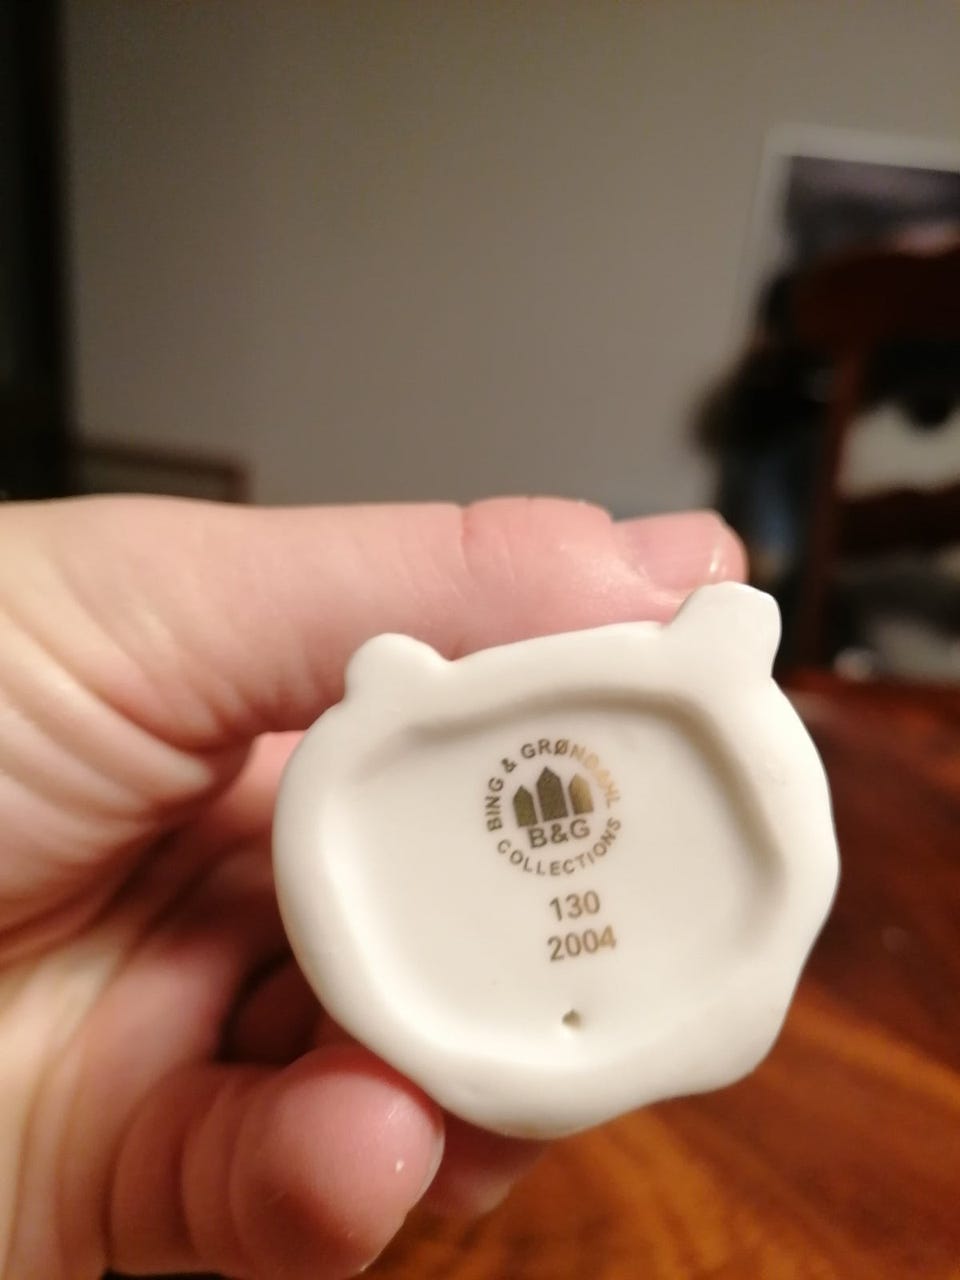 BING & GRØNDAHL
B&G
COLLECTIONS
130
2004